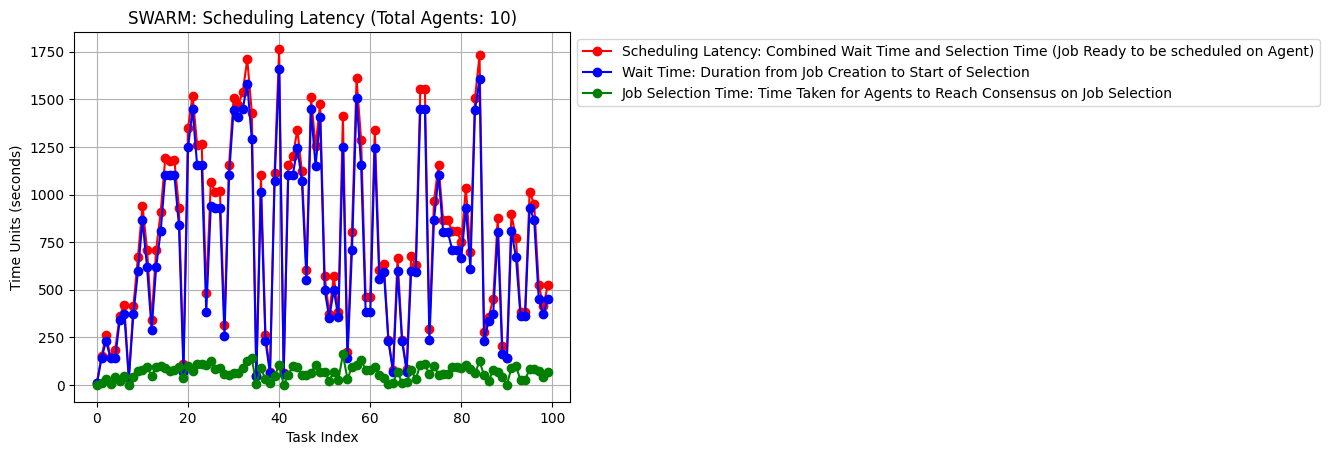 SWARM: Scheduling Latency (Total Agents: 10)
Scheduling Latency: Combined Wait Time and Selection Time (Job Ready to be scheduled on Agent)
Wait Time: Duration from Job Creation to Start of Selection
Job Selection Time: Time Taken for Agents to Reach Consensus on Job Selection
Time Units (seconds)
1750
1500
1250
1000
750
500
250
0
0 20 40 60 80 100
Task Index